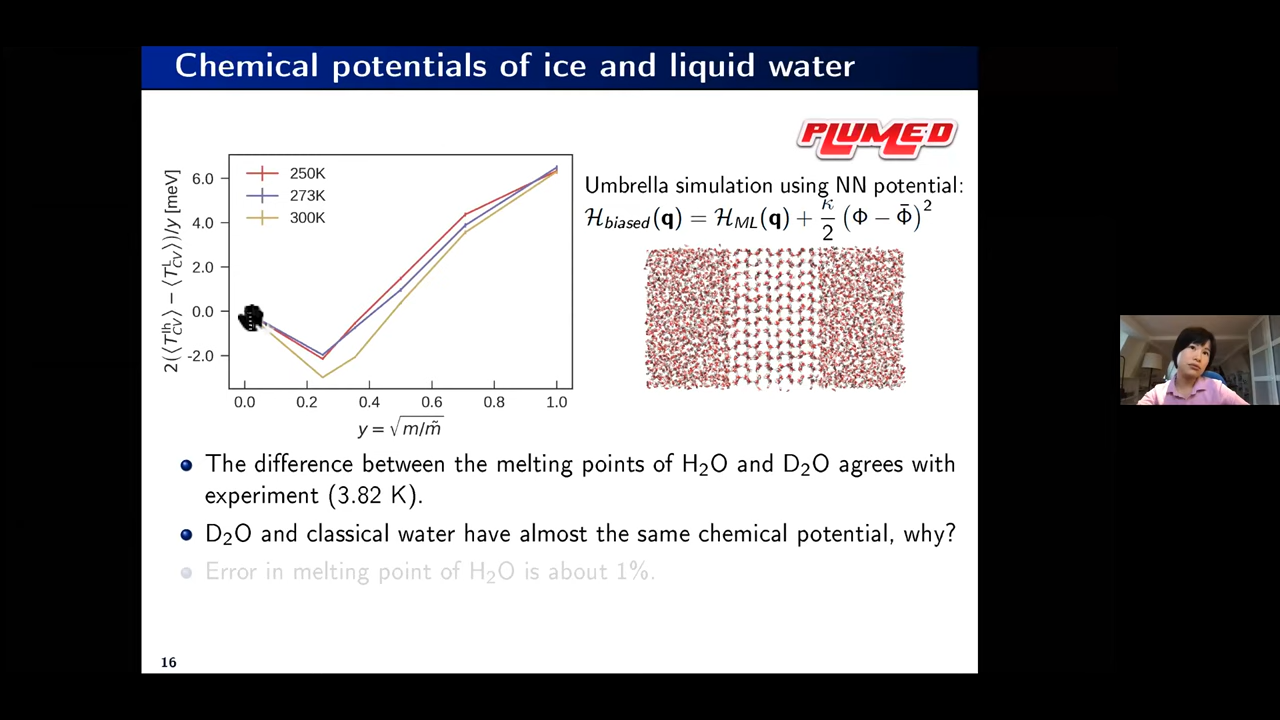 Chemical potentials of ice and liquid water
PLUMED
6.0
4.0
2.0
0.0
-2.0
0.0 0.2 0.4 0.6 0.8 1.0
2(⟨T_CV^Ih⟩ − ⟨T_CV^L⟩)/y [meV]
y = √m/m̃
250K
273K
300K
Umbrella simulation using NN potential:
ℋ_biased(q) = ℋ_ML(q) + κ/2 (Φ − Φ̄)²
The difference between the melting points of H₂O and D₂O agrees with
experiment (3.82 K).
D₂O and classical water have almost the same chemical potential, why?
Error in melting point of H₂O is about 1%.
16